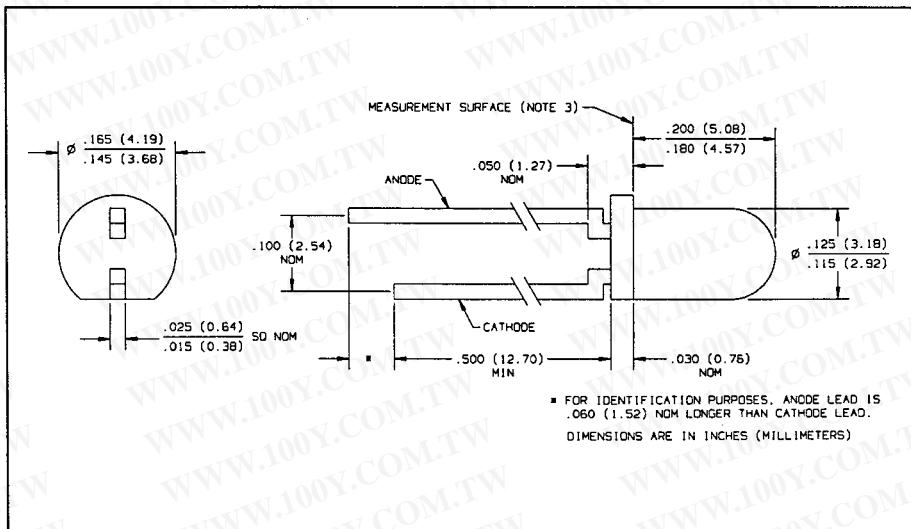 MEASUREMENT SURFACE (NOTE 3)
.200 (5.08)
.180 (4.57)
ø .165 (4.19)
.145 (3.68)
.050 (1.27)
NOM
ANODE
.100 (2.54)
NOM
ø .125 (3.18)
.115 (2.92)
CATHODE
.025 (0.64)
.015 (0.38) SQ NOM
*
.500 (12.70)
MIN
.030 (0.76)
NOM
* FOR IDENTIFICATION PURPOSES, ANODE LEAD IS
.060 (1.52) NOM LONGER THAN CATHODE LEAD.
DIMENSIONS ARE IN INCHES (MILLIMETERS)
WWW.100Y.COM.TW